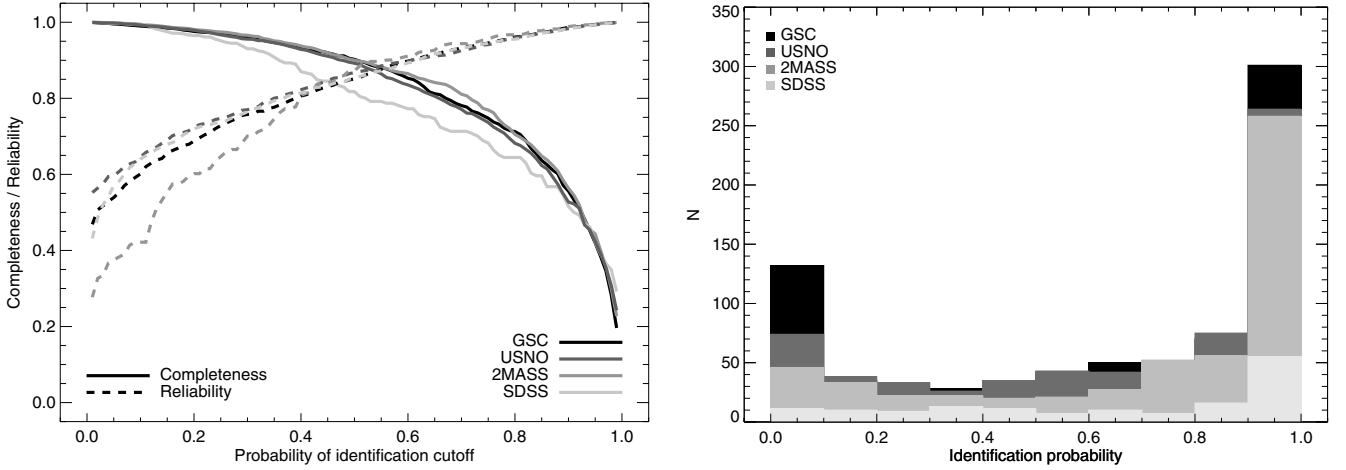 1.0
0.8
0.6
0.4
0.2
0.0
Completeness / Reliability
Completeness
Reliability
GSC
USNO
2MASS
SDSS
0.0 0.2 0.4 0.6 0.8 1.0
Probability of identification cutoff
350
300
250
200
150
100
50
0
N
GSC
USNO
2MASS
SDSS
0.0 0.2 0.4 0.6 0.8 1.0
Identification probability